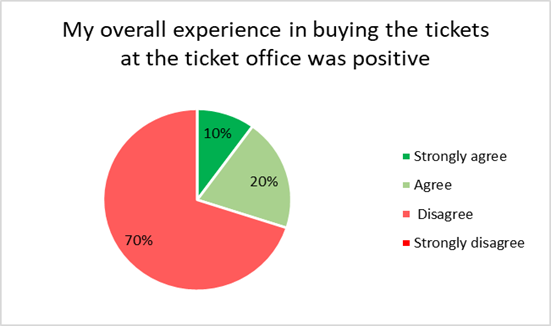 My overall experience in buying the tickets
at the ticket office was positive
10%
20%
70%
Strongly agree
Agree
Disagree
Strongly disagree